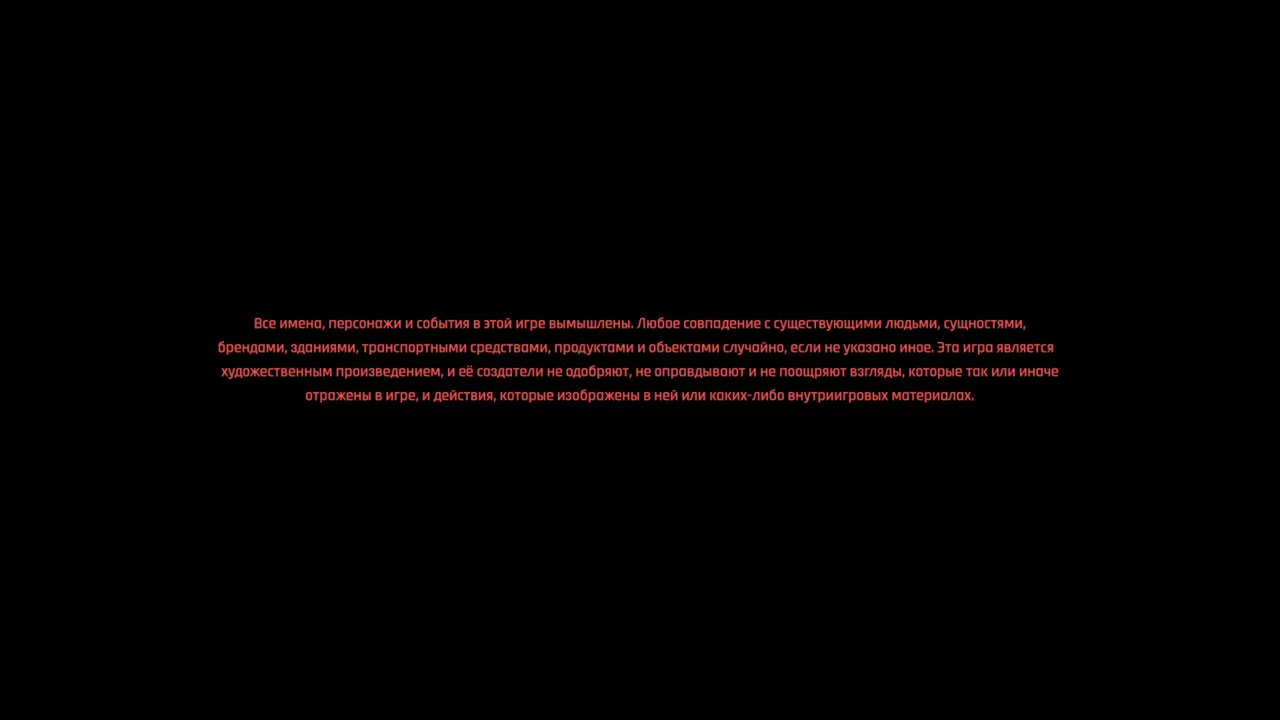 Все имена, персонажи и события в этой игре вымышлены. Любое совпадение с существующими людьми, сущностями,
брендами, зданиями, транспортными средствами, продуктами и объектами случайно, если не указано иное. Эта игра является
художественным произведением, и её создатели не одобряют, не оправдывают и не поощряют взгляды, которые так или иначе
отражены в игре, и действия, которые изображены в ней или каких-либо внутриигровых материалах.